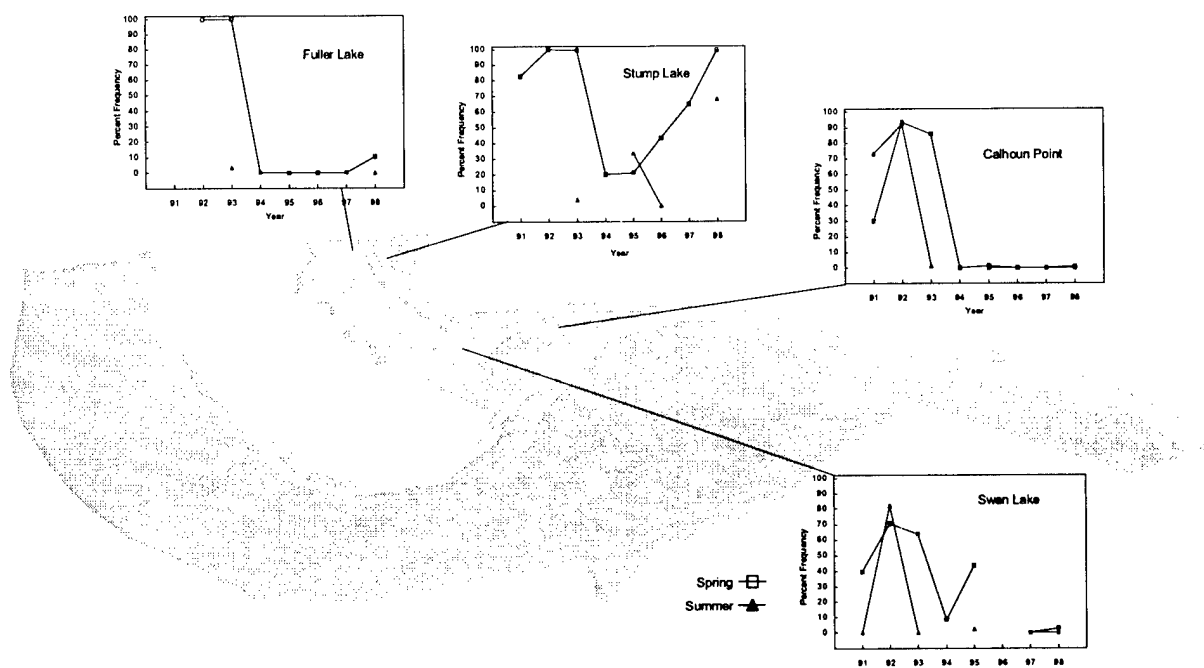 100
90
80
70
60
50
40
30
20
10
0
Percent Frequency
Fuller Lake
91 92 93 94 95 96 97 98
Year
100
90
80
70
60
50
40
30
20
10
0
Percent Frequency
Stump Lake
91 92 93 94 95 96 97 98
Year
100
90
80
70
60
50
40
30
20
10
0
Percent Frequency
Calhoun Point
91 92 93 94 95 96 97 98
Year
100
90
80
70
60
50
40
30
20
10
0
Percent Frequency
Swan Lake
91 92 93 94 95 96 97 98
Spring
Summer